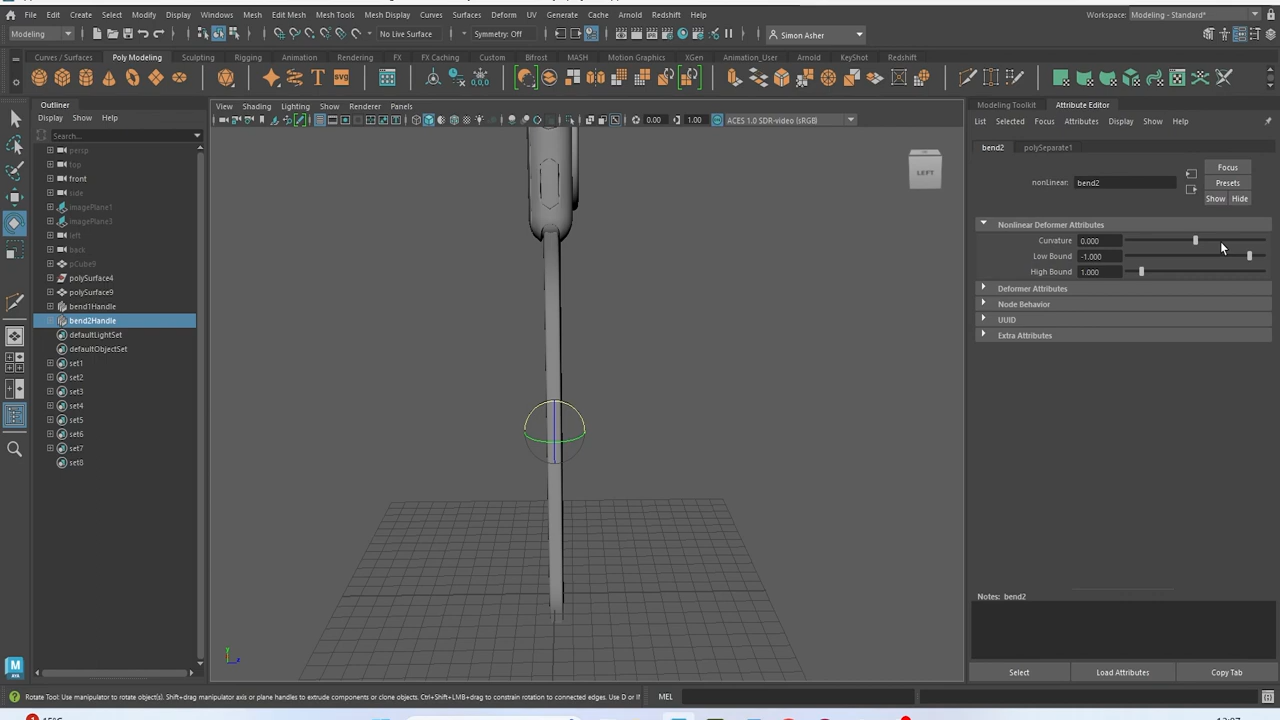 File Edit Create Select Modify Display Windows Mesh Edit Mesh Mesh Tools Mesh Display Curves Surfaces Deform UV Generate Cache Arnold Redshift Help
Workspace: Modeling - Standard*
Modeling No Live Surface Symmetry: Off Simon Asher
Curves / Surfaces Poly Modeling Sculpting Rigging Animation Rendering FX FX Caching Custom Bifrost MASH Motion Graphics XGen Animation_User Arnold KeyShot Redshift
Outliner
Display Show Help
Search...
persp
top
front
side
imagePlane1
imagePlane3
left
back
pCube9
polySurface4
polySurface9
bend1Handle
bend2Handle
defaultLightSet
defaultObjectSet
set1
set2
set3
set4
set5
set6
set7
set8
View Shading Lighting Show Renderer Panels
0.00 1.00 ACES 1.0 SDR-video (sRGB)
LEFT
Modeling Toolkit Attribute Editor
List Selected Focus Attributes Display Show Help
bend2 polySeparate1
Focus
nonLinear: bend2 Presets
Show Hide
Nonlinear Deformer Attributes
Curvature 0.000
Low Bound -1.000
High Bound 1.000
Deformer Attributes
Node Behavior
UUID
Extra Attributes
Notes: bend2
Select Load Attributes Copy Tab
Rotate Tool: Use manipulator to rotate object(s). Shift+drag manipulator axis or plane handles to extrude components or clone objects. Ctrl+Shift+LMB+drag to constrain rotation to connected edges. Use D or I
MEL